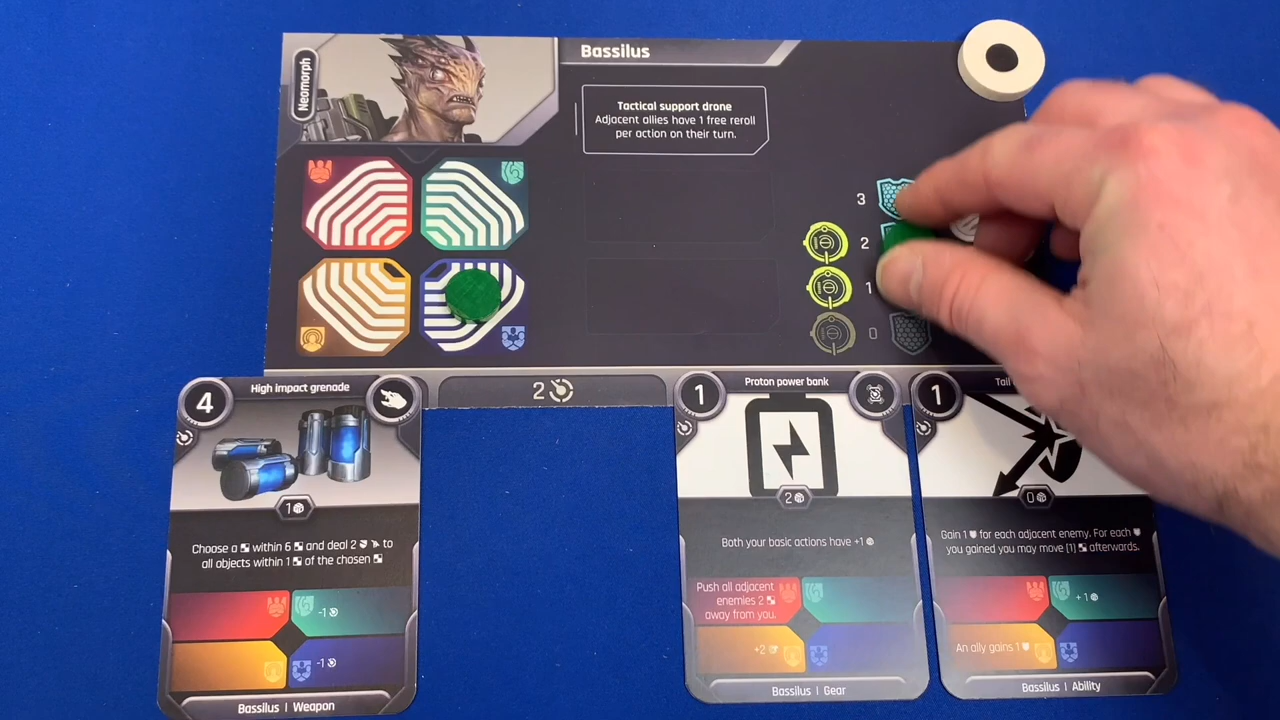 Neomorph
Bassilus
Tactical support drone
Adjacent allies have 1 free reroll
per action on their turn.
3
2
1
0
2
4
High impact grenade
1
Choose a within 6 and deal 2 to
all objects within 1 of the chosen
-1
-1
Bassilus | Weapon
1
Proton power bank
2
Both your basic actions have +1
Push all adjacent
enemies 2
away from you.
+2
Bassilus | Gear
1
Tail
0
Gain 1 for each adjacent enemy. For each
you gained you may move (1) afterwards.
+1
An ally gains 1
Bassilus | Ability